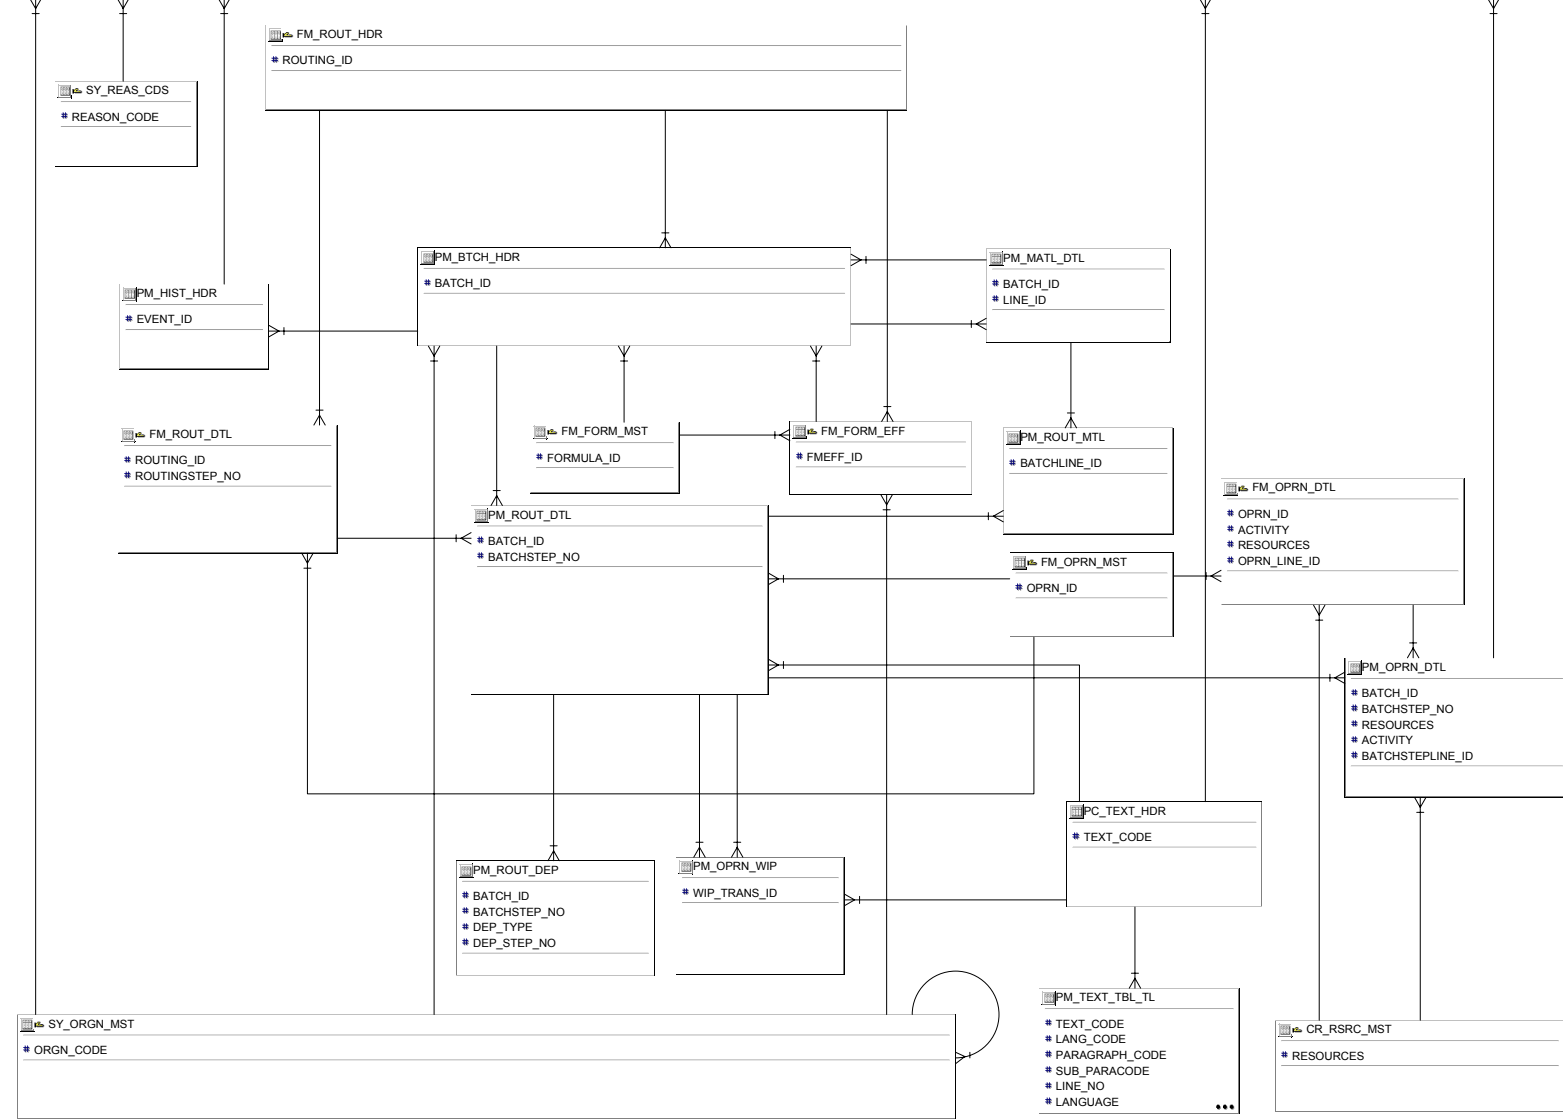 FM_ROUT_HDR
# ROUTING_ID
SY_REAS_CDS
# REASON_CODE
PM_BTCH_HDR
# BATCH_ID
PM_MATL_DTL
# BATCH_ID
# LINE_ID
PM_HIST_HDR
# EVENT_ID
FM_ROUT_DTL
# ROUTING_ID
# ROUTINGSTEP_NO
FM_FORM_MST
# FORMULA_ID
FM_FORM_EFF
# FMEFF_ID
PM_ROUT_MTL
# BATCHLINE_ID
FM_OPRN_DTL
# OPRN_ID
# ACTIVITY
# RESOURCES
# OPRN_LINE_ID
PM_ROUT_DTL
# BATCH_ID
# BATCHSTEP_NO
FM_OPRN_MST
# OPRN_ID
PM_OPRN_DTL
# BATCH_ID
# BATCHSTEP_NO
# RESOURCES
# ACTIVITY
# BATCHSTEPLINE_ID
PC_TEXT_HDR
# TEXT_CODE
PM_ROUT_DEP
# BATCH_ID
# BATCHSTEP_NO
# DEP_TYPE
# DEP_STEP_NO
PM_OPRN_WIP
# WIP_TRANS_ID
SY_ORGN_MST
# ORGN_CODE
PM_TEXT_TBL_TL
# TEXT_CODE
# LANG_CODE
# PARAGRAPH_CODE
# SUB_PARACODE
# LINE_NO
# LANGUAGE
...
CR_RSRC_MST
# RESOURCES